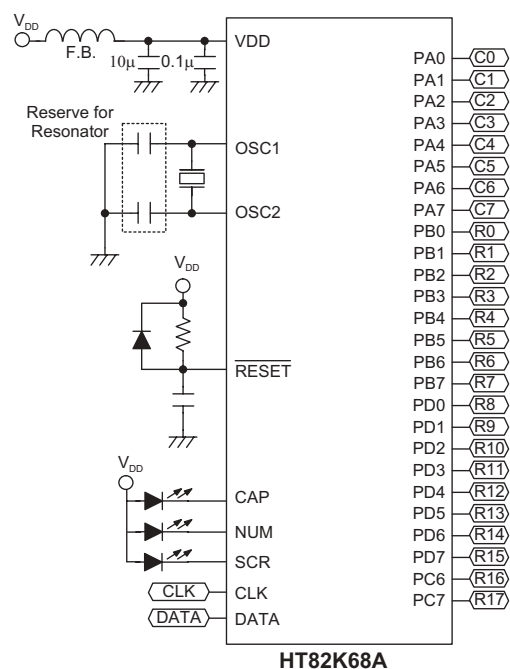 VDD
F.B.
10μ 0.1μ
VDD
Reserve for
Resonator
OSC1
OSC2
VDD
RESET
VDD
CAP
NUM
SCR
CLK CLK
DATA DATA
PA0 C0
PA1 C1
PA2 C2
PA3 C3
PA4 C4
PA5 C5
PA6 C6
PA7 C7
PB0 R0
PB1 R1
PB2 R2
PB3 R3
PB4 R4
PB5 R5
PB6 R6
PB7 R7
PD0 R8
PD1 R9
PD2 R10
PD3 R11
PD4 R12
PD5 R13
PD6 R14
PD7 R15
PC6 R16
PC7 R17
HT82K68A